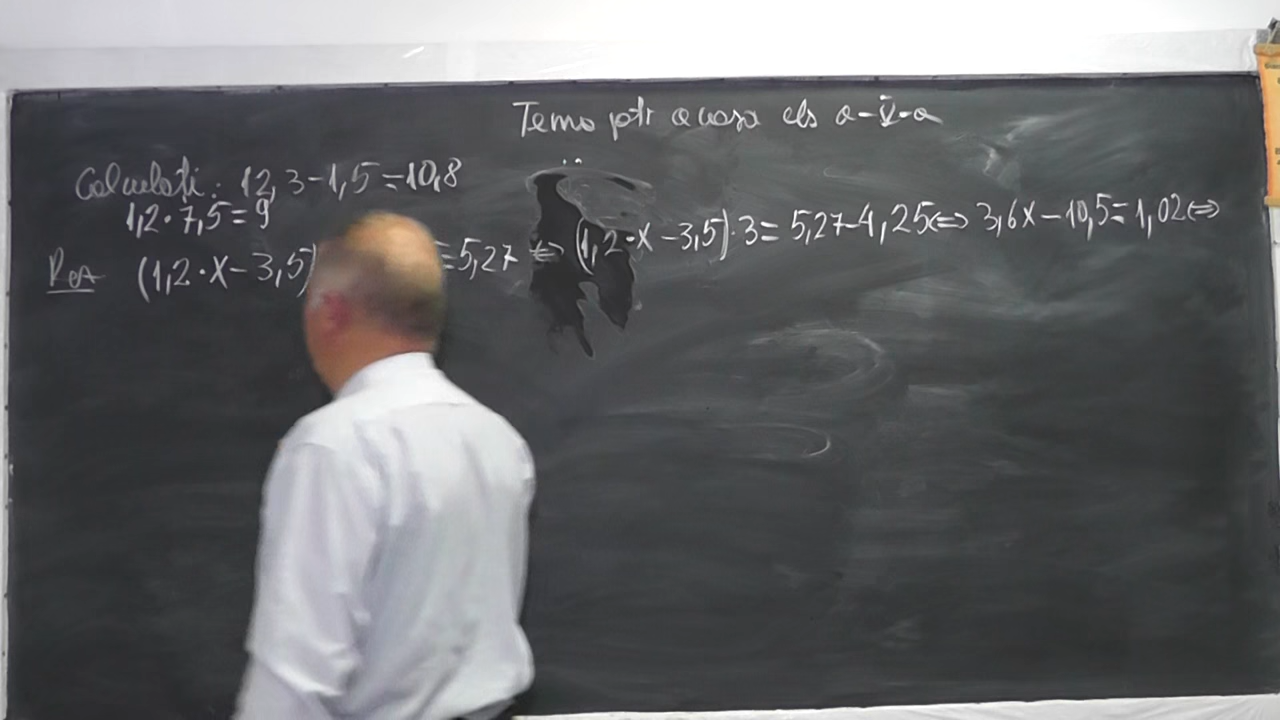 Temo ptr acasa cls a-V-a
Calculati: 12,3-1,5=10,8
1,2·7,5=9
Rez (1,2·x-3,5) =5,27 ⇔ (1,2·x-3,5)·3=5,27-4,25⇔ 3,6x-10,5=1,02⇔